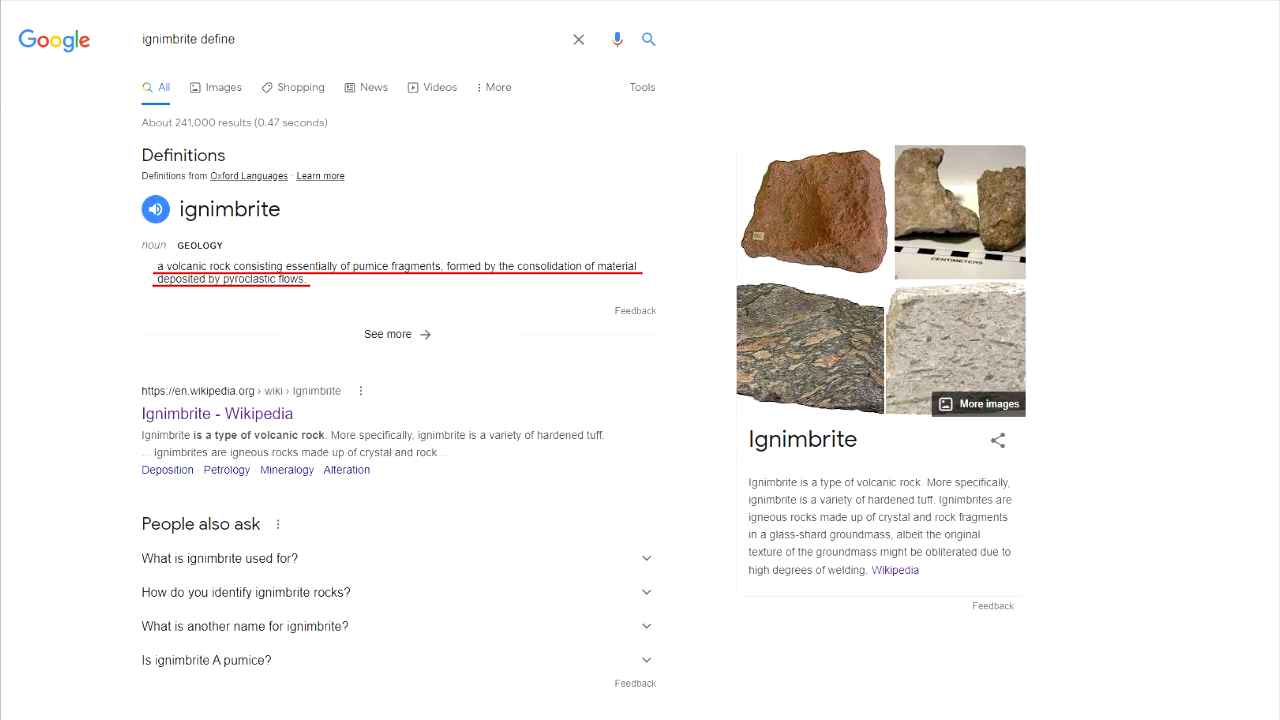 Google
ignimbrite define
All
Images
Shopping
News
Videos
More
Tools
About 241,000 results (0.47 seconds)
Definitions
Definitions from Oxford Languages · Learn more
ignimbrite
noun GEOLOGY
a volcanic rock consisting essentially of pumice fragments, formed by the consolidation of material
deposited by pyroclastic flows.
Feedback
See more
https://en.wikipedia.org › wiki › Ignimbrite
Ignimbrite - Wikipedia
Ignimbrite is a type of volcanic rock. More specifically, ignimbrite is a variety of hardened tuff.
... Ignimbrites are igneous rocks made up of crystal and rock ...
Deposition · Petrology · Mineralogy · Alteration
People also ask
What is ignimbrite used for?
How do you identify ignimbrite rocks?
What is another name for ignimbrite?
Is ignimbrite A pumice?
Feedback
CENTIMETERS
More images
Ignimbrite
Ignimbrite is a type of volcanic rock. More specifically,
ignimbrite is a variety of hardened tuff. Ignimbrites are
igneous rocks made up of crystal and rock fragments
in a glass-shard groundmass, albeit the original
texture of the groundmass might be obliterated due to
high degrees of welding. Wikipedia
Feedback